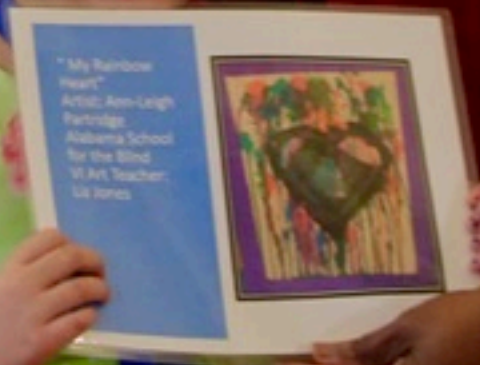 " My Rainbow
Heart"
Artist: Ann-Leigh
Partridge
Alabama School
for the Blind
VI Art Teacher:
Liz Jones